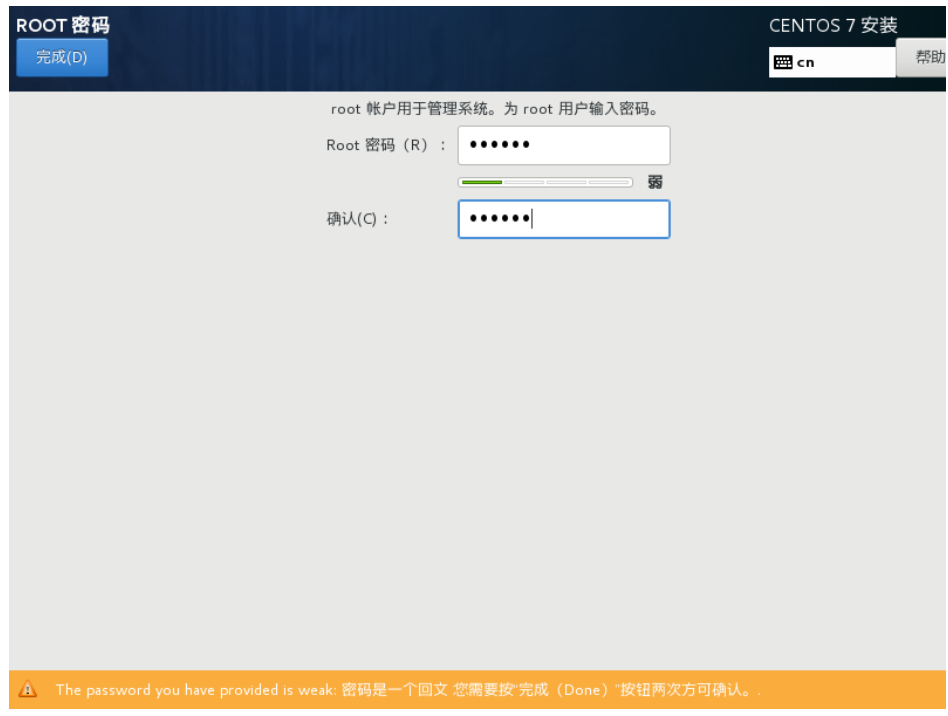 ROOT 密码
CENTOS 7 安装
完成(D)
cn
帮助
root 帐户用于管理系统。为 root 用户输入密码。
Root 密码（R）：
••••••
弱
确认(C)：
••••••
The password you have provided is weak: 密码是一个回文 您需要按“完成（Done）”按钮两次方可确认。.